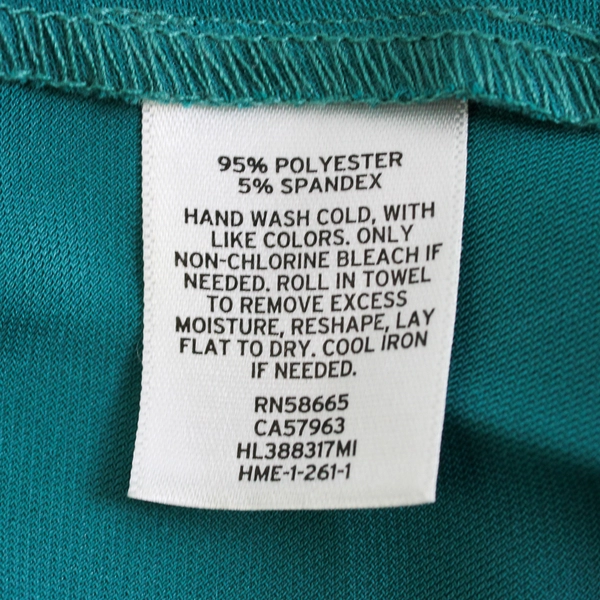 95% POLYESTER
5% SPANDEX
HAND WASH COLD, WITH
LIKE COLORS. ONLY
NON-CHLORINE BLEACH IF
NEEDED. ROLL IN TOWEL
TO REMOVE EXCESS
MOISTURE, RESHAPE, LAY
FLAT TO DRY. COOL IRON
IF NEEDED.
RN58665
CA57963
HL388317MI
HME-1-261-1